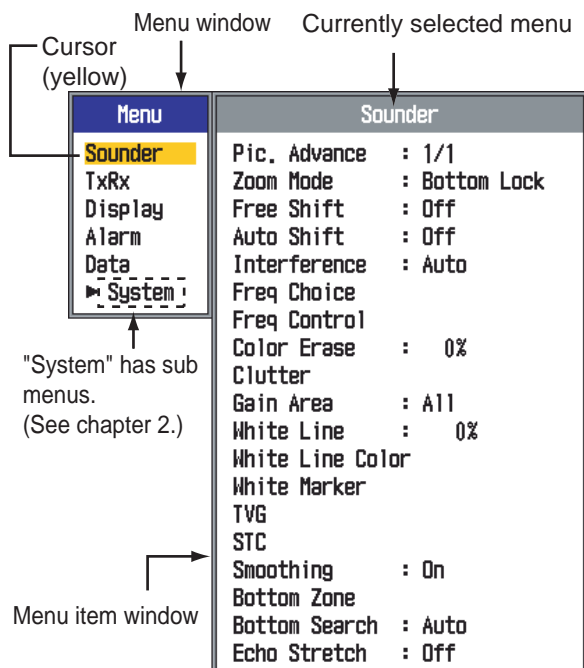 Menu window
Currently selected menu
Cursor
(yellow)
Menu
Sounder
TxRx
Display
Alarm
Data
System
"System" has sub
menus.
(See chapter 2.)
Menu item window
Sounder
Pic. Advance : 1/1
Zoom Mode : Bottom Lock
Free Shift : Off
Auto Shift : Off
Interference : Auto
Freq Choice
Freq Control
Color Erase : 0%
Clutter
Gain Area : All
White Line : 0%
White Line Color
White Marker
TVG
STC
Smoothing : On
Bottom Zone
Bottom Search : Auto
Echo Stretch : Off